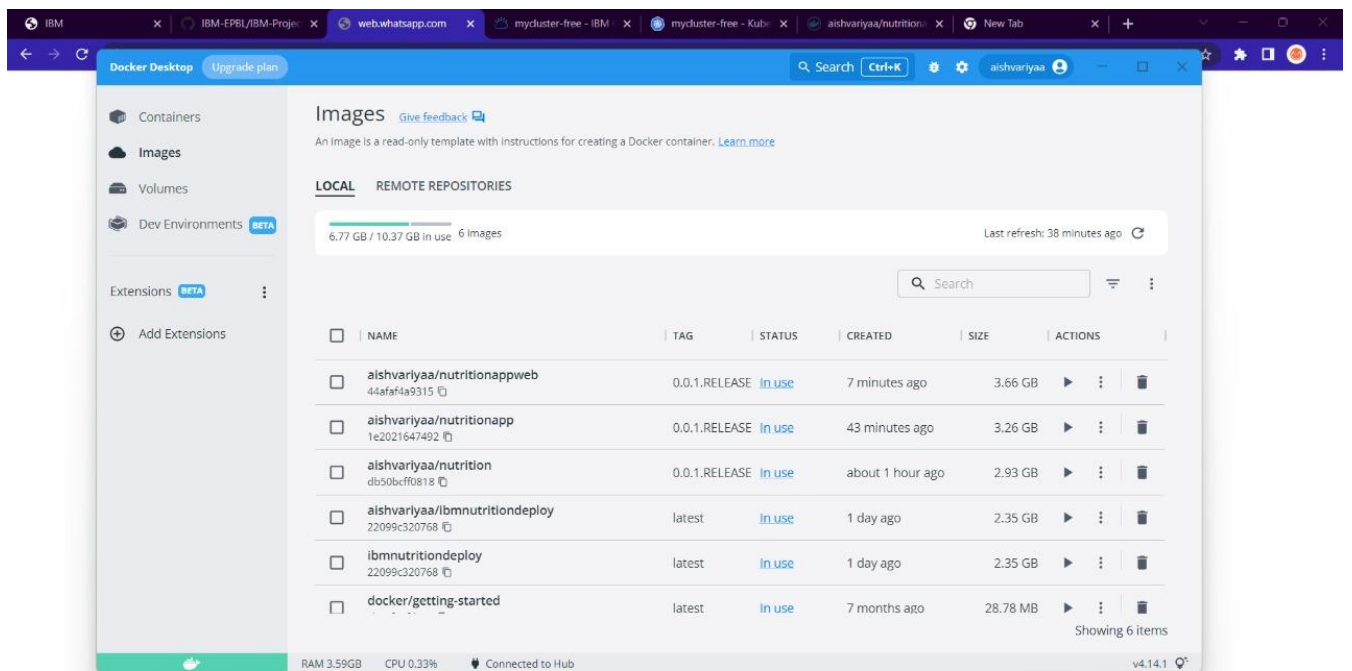 IBM
IBM-EPBL/IBM-Projec
web.whatsapp.com
mycluster-free - IBM
mycluster-free - Kube
aishvariyaa/nutrition
New Tab
Docker Desktop
Upgrade plan
Search
Ctrl+K
aishvariyaa
Containers
Images
Volumes
Dev Environments BETA
Extensions BETA
Add Extensions
Images Give feedback
An image is a read-only template with instructions for creating a Docker container. Learn more
LOCAL REMOTE REPOSITORIES
6.77 GB / 10.37 GB in use 6 images
Last refresh: 38 minutes ago
Search
NAME TAG STATUS CREATED SIZE ACTIONS
aishvariyaa/nutritionappweb 0.0.1.RELEASE In use 7 minutes ago 3.66 GB
44afaf4a9315
aishvariyaa/nutritionapp 0.0.1.RELEASE In use 43 minutes ago 3.26 GB
1e2021647492
aishvariyaa/nutrition 0.0.1.RELEASE In use about 1 hour ago 2.93 GB
db50bcff0818
aishvariyaa/ibmnutritiondeploy latest In use 1 day ago 2.35 GB
22099c320768
ibmnutritiondeploy latest In use 1 day ago 2.35 GB
22099c320768
docker/getting-started latest In use 7 months ago 28.78 MB
Showing 6 items
RAM 3.59GB CPU 0.33% Connected to Hub
v4.14.1